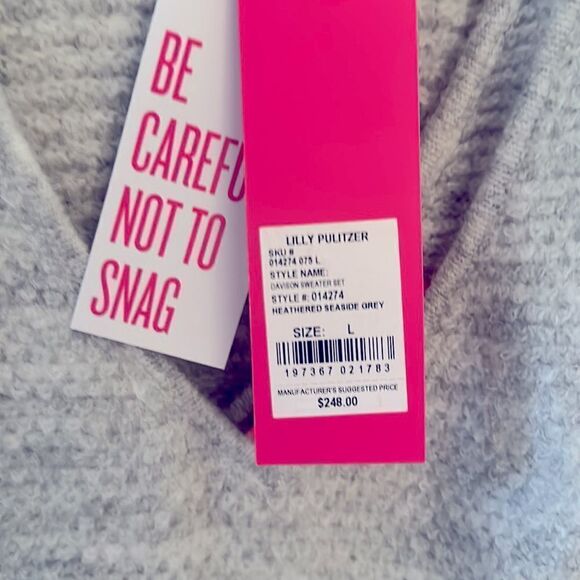 BE
CAREFU
NOT TO
SNAG
LILLY PULITZER
SKU #
014274 075 L
STYLE NAME:
DAVISON SWEATER SET
STYLE #: 014274
HEATHERED SEASIDE GREY
SIZE: L
197367 021783
MANUFACTURER'S SUGGESTED PRICE
$248.00